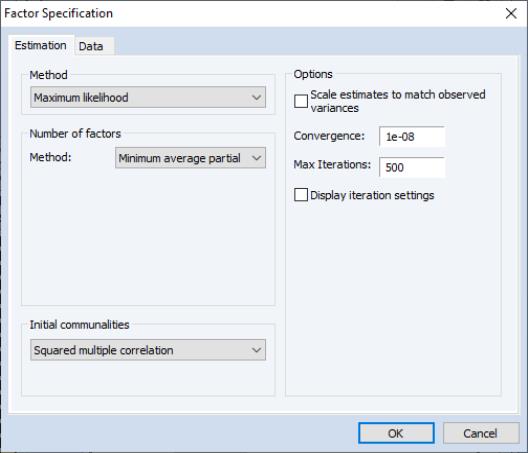 Factor Specification
Estimation
Data
Method
Maximum likelihood
Number of factors
Method:
Minimum average partial
Initial communalities
Squared multiple correlation
Options
Scale estimates to match observed
variances
Convergence:
1e-08
Max Iterations:
500
Display iteration settings
OK
Cancel